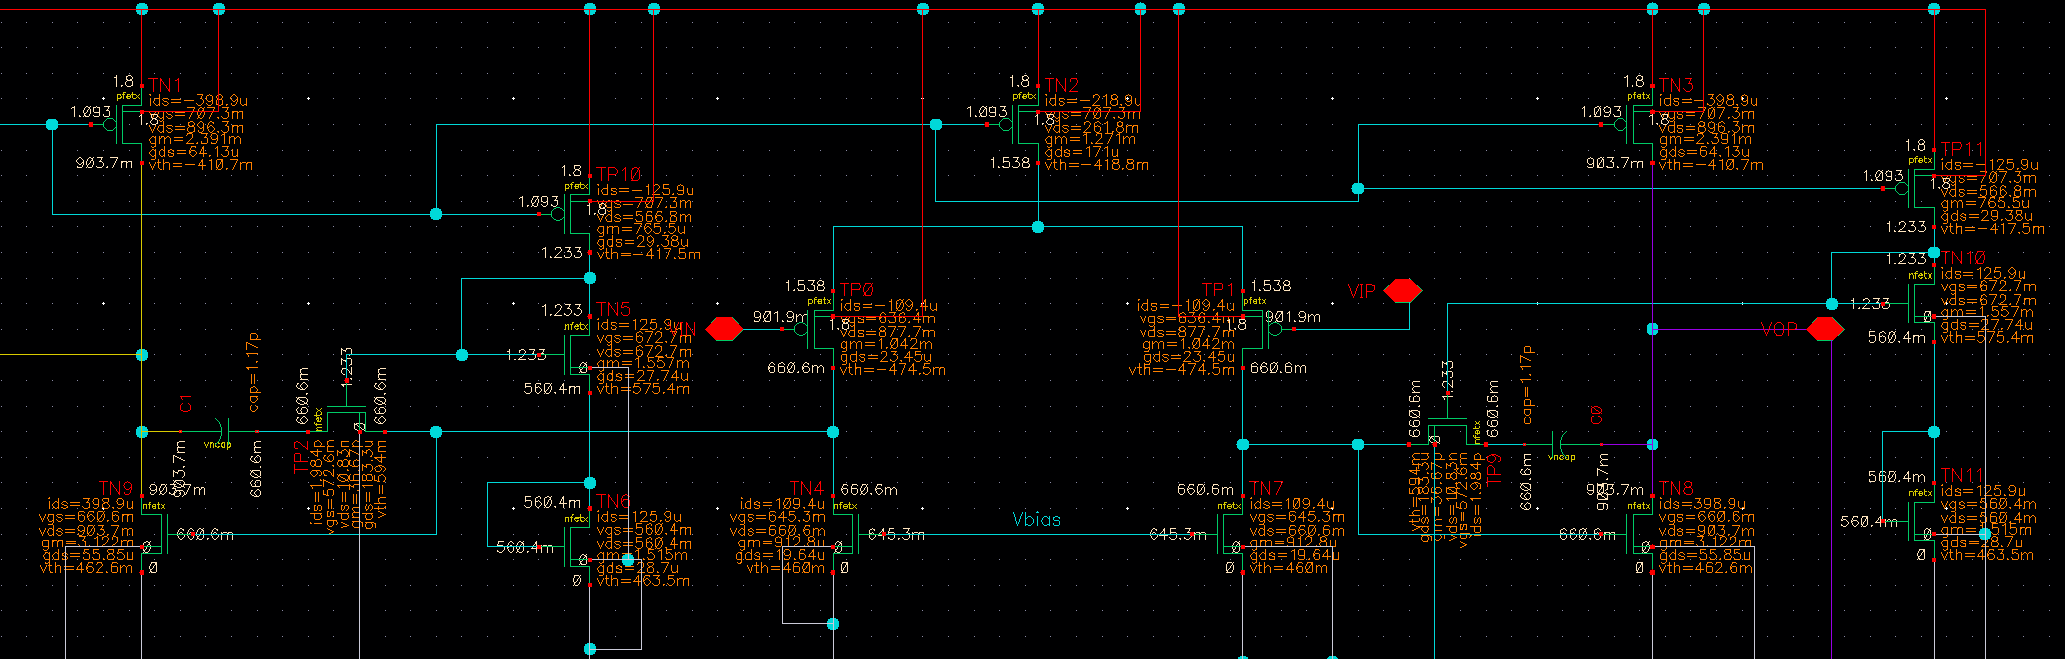 1.8
TN1
pfetx
ids=-398.9u
vgs=-707.3m
vds=-896.3m
gm=2.391m
gds=64.13u
vth=-410.7m
1.093
1.8
903.7m
1.8
TP10
pfetx
ids=-125.9u
vgs=-707.3m
vds=-566.8m
gm=765.5u
gds=29.38u
vth=-417.5m
1.093
1.8
1.233
1.8
TN2
pfetx
ids=-218.9u
vgs=-707.3m
vds=-261.8m
gm=1.271m
gds=171u
vth=-418.8m
1.093
1.8
1.538
1.8
TN3
pfetx
ids=-398.9u
vgs=-707.3m
vds=-896.3m
gm=2.391m
gds=64.13u
vth=-410.7m
1.093
1.8
903.7m
1.8
TP11
pfetx
ids=-125.9u
vgs=-707.3m
vds=-566.8m
gm=765.5u
gds=29.38u
vth=-417.5m
1.093
1.8
1.233
1.233
TN5
nfetx
ids=125.9u
vgs=672.7m
vds=672.7m
gm=1.557m
gds=27.74u
vth=575.4m
1.233
0
560.4m
1.538
TP0
pfetx
ids=-109.4u
vgs=-636.4m
vds=-877.7m
gm=1.042m
gds=23.45u
vth=-474.5m
901.9m
1.8
660.6m
TP1
1.538
pfetx
ids=-109.4u
vgs=-636.4m
vds=-877.7m
gm=1.042m
gds=23.45u
vth=-474.5m
901.9m
1.8
660.6m
VIP
VOP
TN10
nfetx
ids=125.9u
vgs=672.7m
vds=672.7m
gm=1.557m
gds=27.74u
vth=575.4m
1.233
0
560.4m
C1
cap=1.17p
vncap
903.7m
660.6m
TP2
nfetx
660.6m
1.233
660.6m
0
ids=1.984p
vgs=572.6m
vds=10.83n
gm=36.67p
gds=183.3u
vth=594m
TP9
nfetx
660.6m
1.233
660.6m
0
vth=594m
gds=183.3u
gm=36.67p
vds=10.83n
vgs=572.6m
ids=1.984p
cap=1.17p
C0
vncap
660.6m
903.7m
TN9
903.7m
nfetx
ids=398.9u
vgs=660.6m
vds=903.7m
gm=3.122m
gds=55.85u
vth=462.6m
660.6m
0
560.4m
TN6
nfetx
ids=125.9u
vgs=560.4m
vds=560.4m
gm=1.515m
gds=28.7u
vth=463.5m
560.4m
0
0
TN4
660.6m
nfetx
ids=109.4u
vgs=645.3m
vds=660.6m
gm=912.8u
gds=19.64u
vth=460m
645.3m
0
0
Vbias
660.6m
TN7
nfetx
ids=109.4u
vgs=645.3m
vds=660.6m
gm=912.8u
gds=19.64u
vth=460m
645.3m
0
0
903.7m
TN8
nfetx
ids=398.9u
vgs=660.6m
vds=903.7m
gm=3.122m
gds=55.85u
vth=462.6m
660.6m
0
0
560.4m
TN11
nfetx
ids=125.9u
vgs=560.4m
vds=560.4m
gm=1.515m
gds=28.7u
vth=463.5m
560.4m
0
0